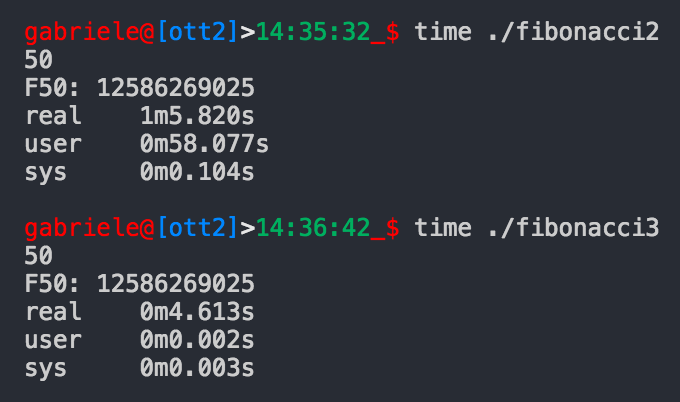 gabriele@[ott2]>14:35:32_$ time ./fibonacci2
50
F50: 12586269025
real    1m5.820s
user    0m58.077s
sys     0m0.104s

gabriele@[ott2]>14:36:42_$ time ./fibonacci3
50
F50: 12586269025
real    0m4.613s
user    0m0.002s
sys     0m0.003s